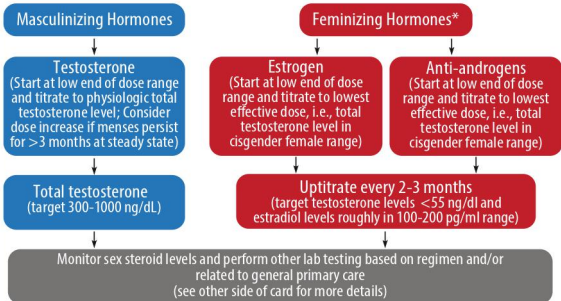 Masculinizing Hormones
Feminizing Hormones*
Testosterone
(Start at low end of dose range
and titrate to physiologic total
testosterone level; Consider
dose increase if menses persist
for >3 months at steady state)
Estrogen
(Start at low end of dose
range and titrate to lowest
effective dose, i.e., total
testosterone level in
cisgender female range)
Anti-androgens
(Start at low end of dose
range and titrate to lowest
effective dose, i.e., total
testosterone level in
cisgender female range)
Total testosterone
(target 300-1000 ng/dL)
Uptitrate every 2-3 months
(target testosterone levels <55 ng/dl and
estradiol levels roughly in 100-200 pg/ml range)
Monitor sex steroid levels and perform other lab testing based on regimen and/or
related to general primary care
(see other side of card for more details)